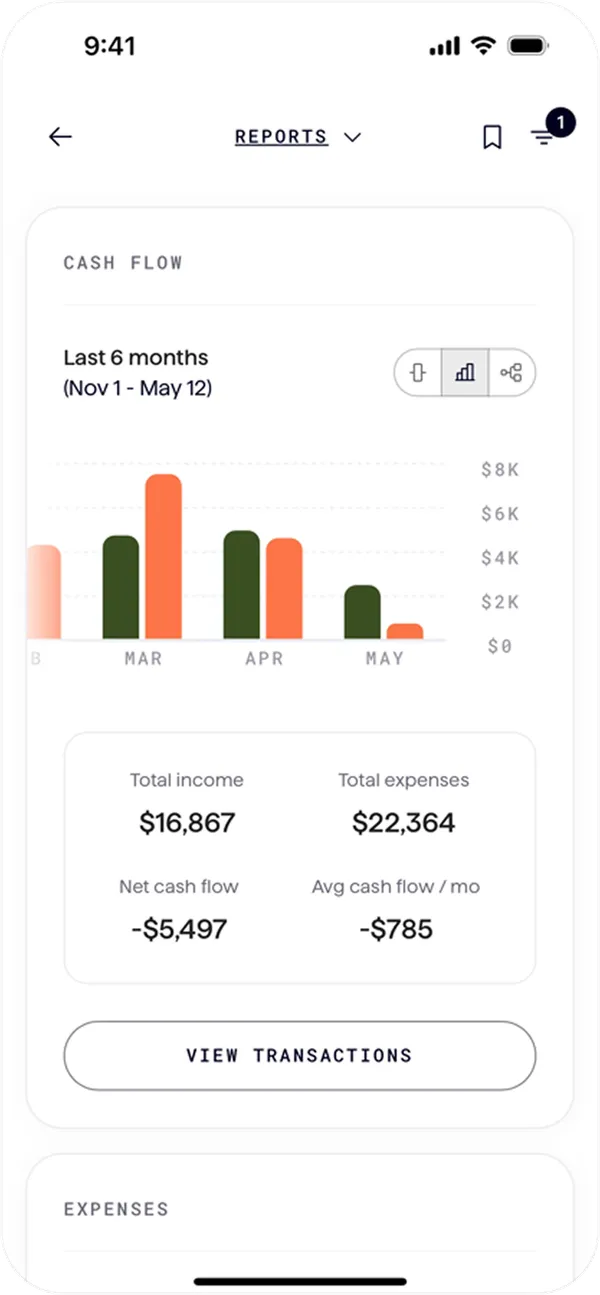 9:41
REPORTS
1
CASH FLOW
Last 6 months
(Nov 1 - May 12)
$8K
$6K
$4K
$2K
$0
B MAR APR MAY
Total income Total expenses
$16,867 $22,364
Net cash flow Avg cash flow / mo
-$5,497 -$785
VIEW TRANSACTIONS
EXPENSES